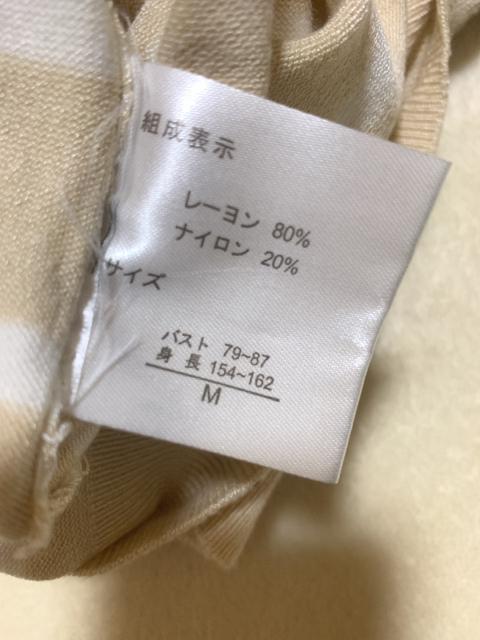 組成表示
レーヨン 80%
ナイロン 20%
サイズ
バスト 79~87
身長 154~162
M